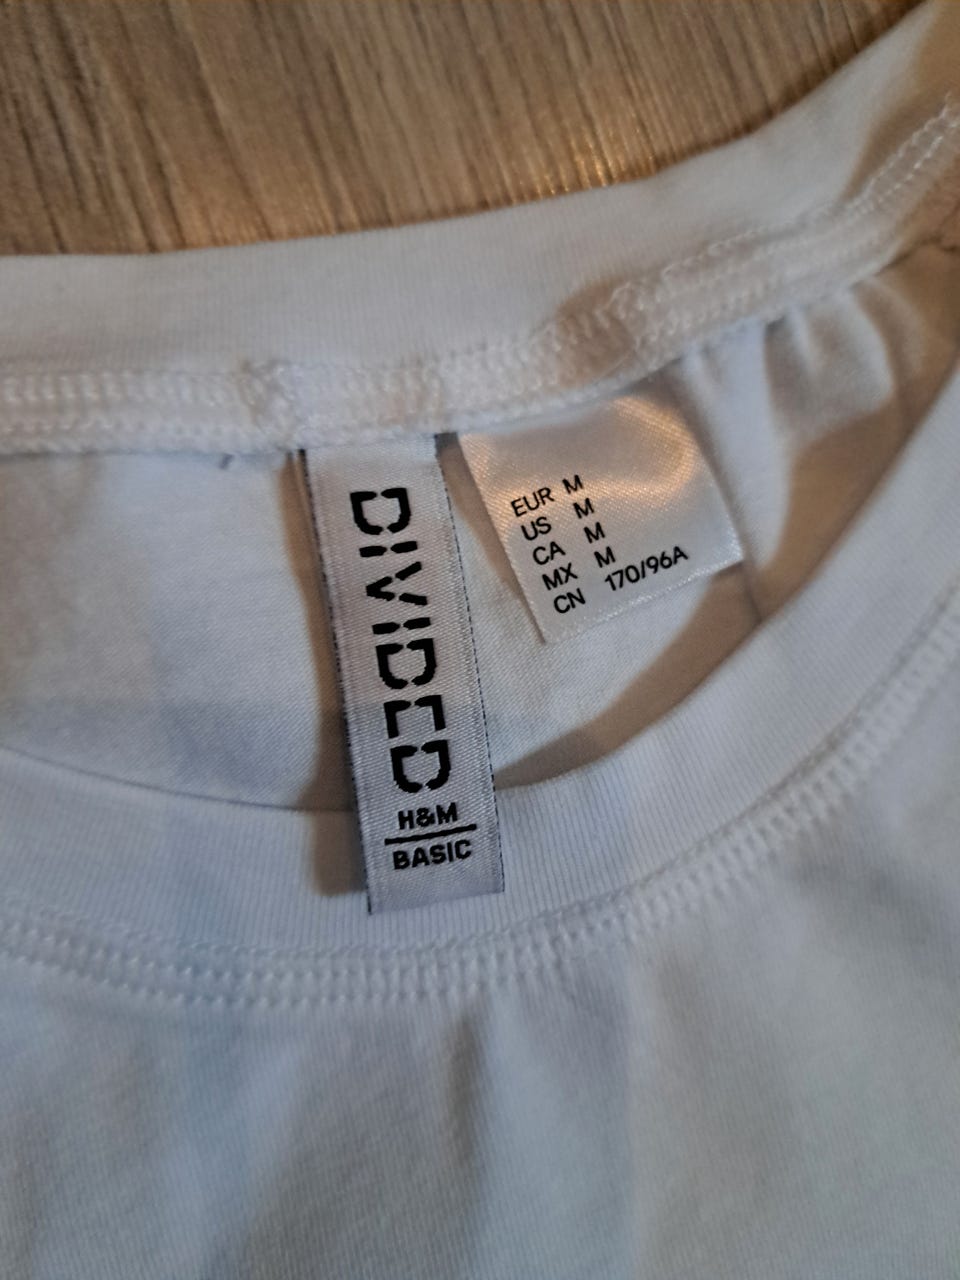 DIVIDED
H&M
BASIC
EUR M
US M
CA M
MX M
CN 170/96A